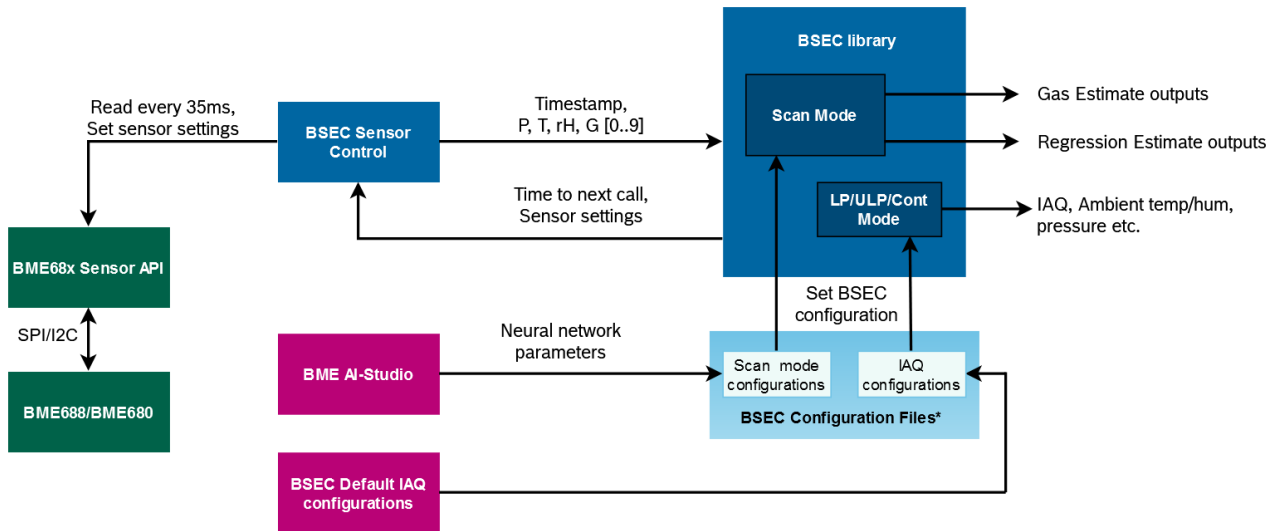 BSEC library
Read every 35ms,
Set sensor settings
BSEC Sensor
Control
Timestamp,
P, T, rH, G [0..9]
Scan Mode
Gas Estimate outputs
Regression Estimate outputs
Time to next call,
Sensor settings
LP/ULP/Cont
Mode
IAQ, Ambient temp/hum,
pressure etc.
BME68x Sensor API
SPI/I2C
BME688/BME680
Set BSEC
configuration
BME AI-Studio
Neural network
parameters
Scan mode
configurations
IAQ
configurations
BSEC Configuration Files*
BSEC Default IAQ
configurations